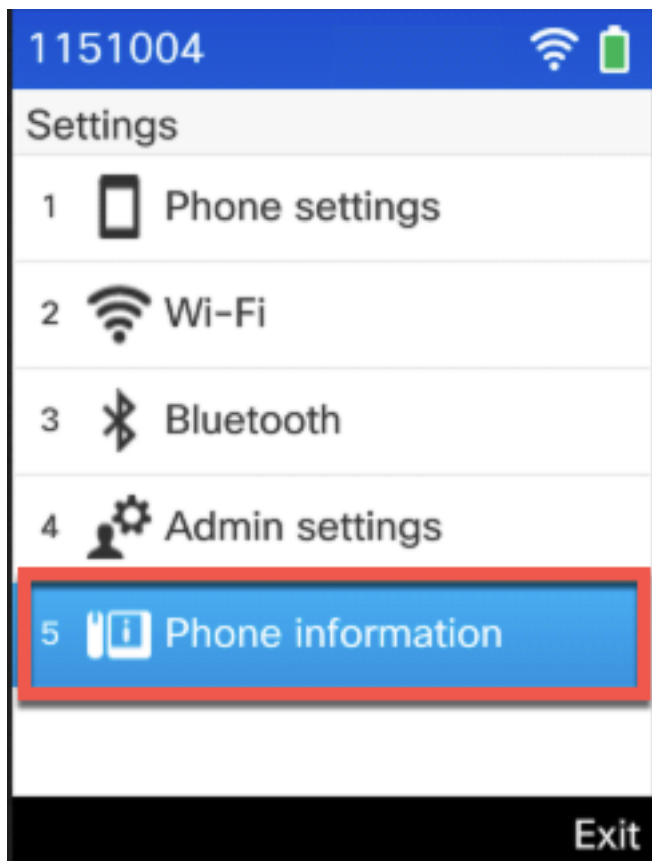 1151004
Settings
1 Phone settings
2 Wi-Fi
3 Bluetooth
4 Admin settings
5 Phone information
Exit